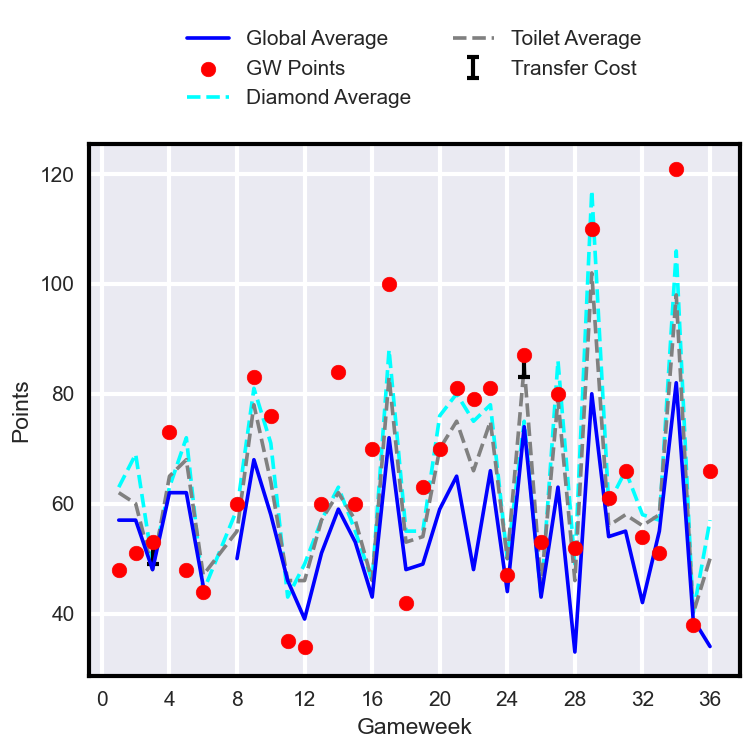 Global Average
GW Points
Diamond Average
Toilet Average
Transfer Cost
120
100
80
60
40
Points
0 4 8 12 16 20 24 28 32 36
Gameweek